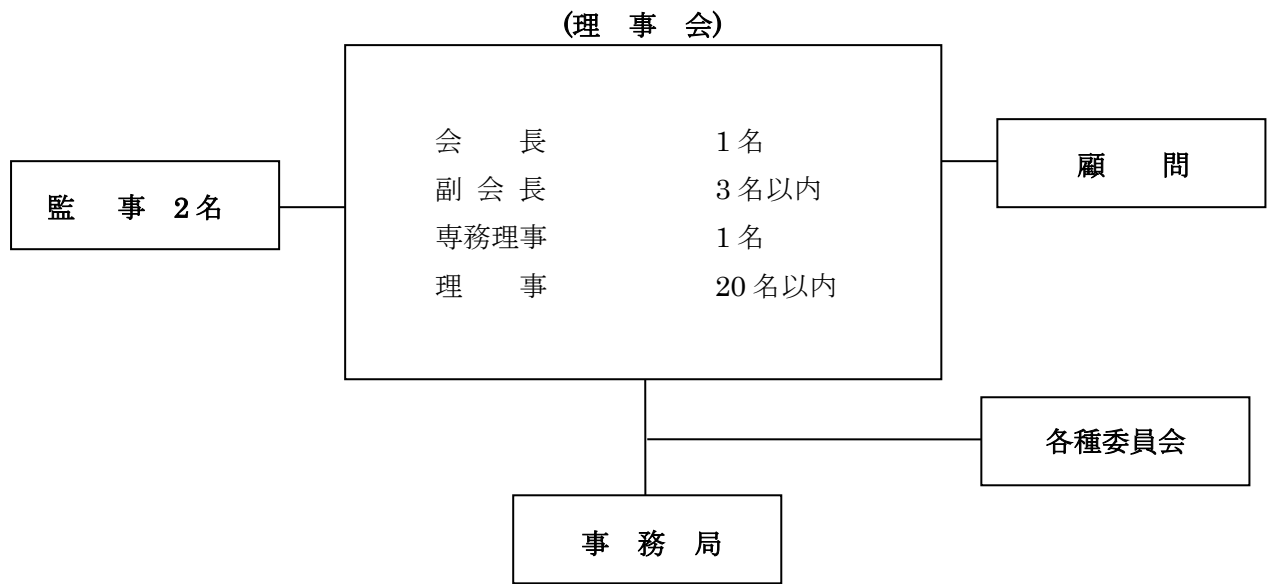 (理　事　会)
会　　長　　1名
副 会 長　　3名以内
専務理事　　1名
理　　事　　20名以内
監　事　2名
顧　　問
各種委員会
事　務　局